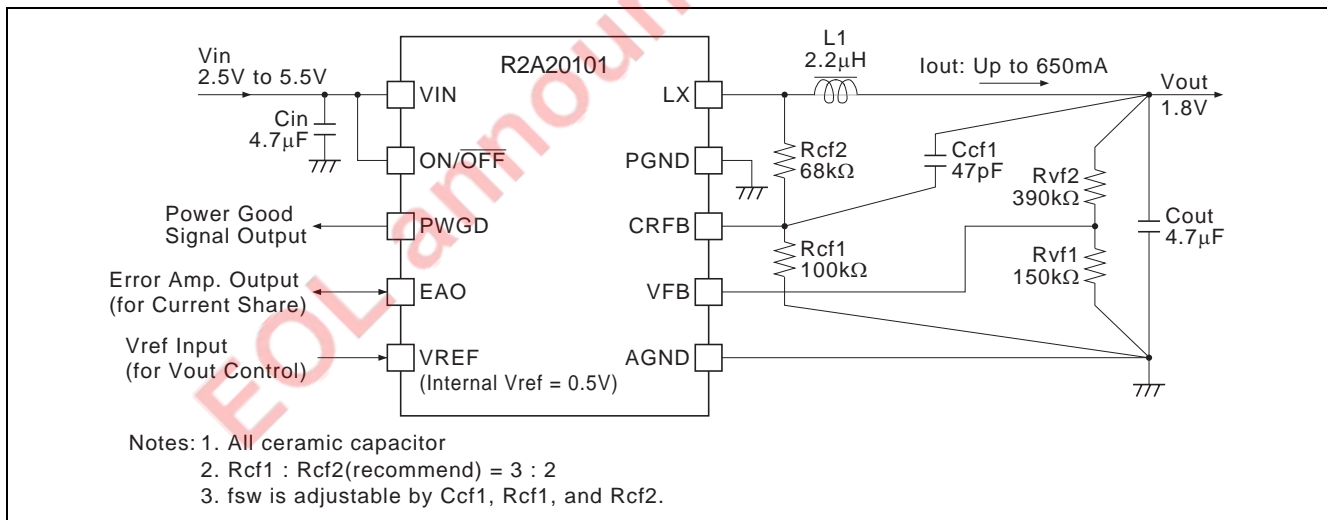 Vin
2.5V to 5.5V
R2A20101
L1
2.2μH
Iout: Up to 650mA
Vout
1.8V
VIN
LX
Cin
4.7μF
ON/OFF
PGND
Rcf2
68kΩ
Ccf1
47pF
Rvf2
390kΩ
Power Good
Signal Output
PWGD
CRFB
Cout
4.7μF
Rcf1
100kΩ
Rvf1
150kΩ
Error Amp. Output
(for Current Share)
EAO
VFB
Vref Input
(for Vout Control)
VREF
(Internal Vref = 0.5V)
AGND
Notes: 1. All ceramic capacitor
2. Rcf1 : Rcf2(recommend) = 3 : 2
3. fsw is adjustable by Ccf1, Rcf1, and Rcf2.
EOL announ